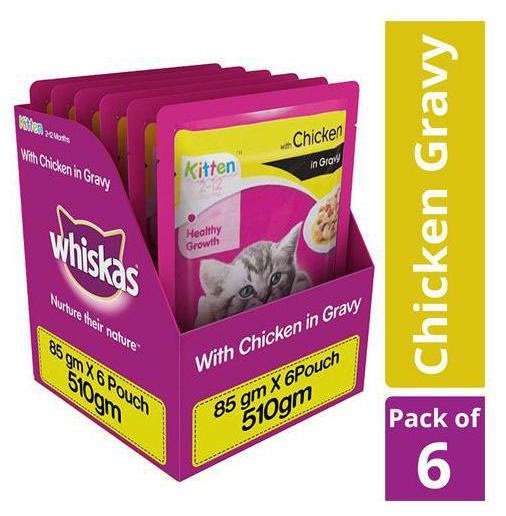 Kitten
2-12 Months
With Chicken in Gravy
whiskas
Nurture their nature™
85 gm X 6 Pouch
510gm
with Chicken
in Gravy
Kitten
2-12
Healthy
Growth
With Chicken in Gravy
85 gm X 6Pouch
510gm
Chicken Gravy
Pack of
6